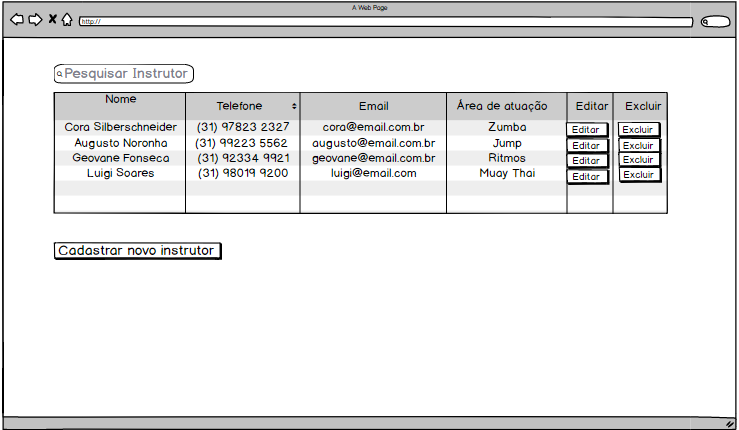 A Web Page
http://
Pesquisar Instrutor
Nome Telefone Email Área de atuação Editar Excluir
Cora Silberschneider (31) 97823 2327 cora@email.com.br Zumba Editar Excluir
Augusto Noronha (31) 99223 5562 augusto@email.com.br Jump Editar Excluir
Geovane Fonseca (31) 92334 9921 geovane@email.com.br Ritmos Editar Excluir
Luigi Soares (31) 98019 9200 luigi@email.com Muay Thai Editar Excluir
Cadastrar novo instrutor